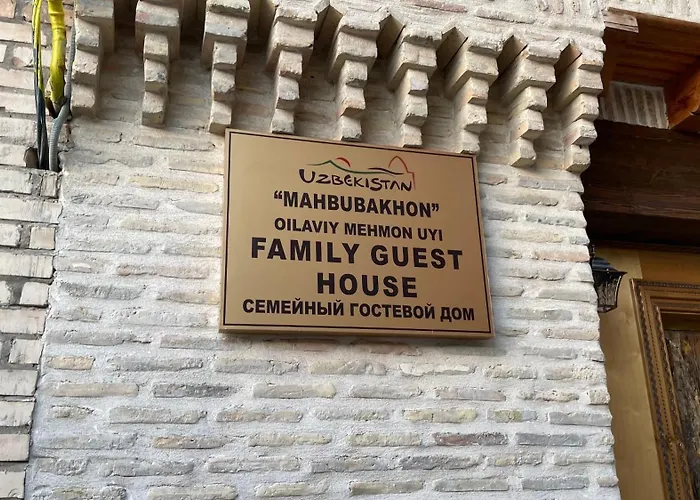 UZBEKISTAN
“MAHBUBAKHON”
OILAVIY MEHMON UYI
FAMILY GUEST
HOUSE
СЕМЕЙНЫЙ ГОСТЕВОЙ ДОМ